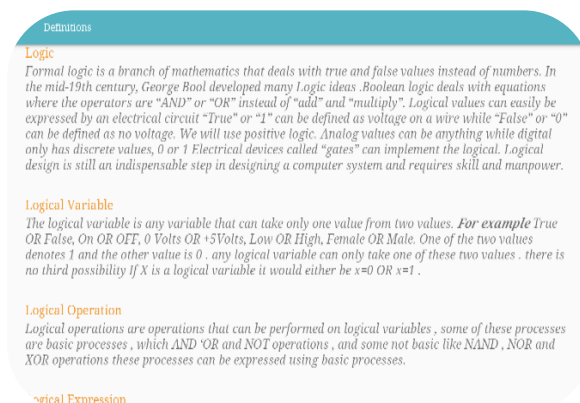 Definitions
Logic
Formal logic is a branch of mathematics that deals with true and false values instead of numbers. In
the mid-19th century, George Bool developed many Logic ideas .Boolean logic deals with equations
where the operators are “AND” or “OR” instead of “add” and “multiply”. Logical values can easily be
expressed by an electrical circuit “True” or “1” can be defined as voltage on a wire while “False” or “0”
can be defined as no voltage. We will use positive logic. Analog values can be anything while digital
only has discrete values, 0 or 1 Electrical devices called “gates” can implement the logical. Logical
design is still an indispensable step in designing a computer system and requires skill and manpower.
Logical Variable
The logical variable is any variable that can take only one value from two values. For example True
OR False, On OR OFF, 0 Volts OR +5Volts, Low OR High, Female OR Male. One of the two values
denotes 1 and the other value is 0 . any logical variable can only take one of these two values . there is
no third possibility If X is a logical variable it would either be x=0 OR x=1 .
Logical Operation
Logical operations are operations that can be performed on logical variables , some of these processes
are basic processes , which AND ‘OR and NOT operations , and some not basic like NAND , NOR and
XOR operations these processes can be expressed using basic processes.
Logical Expression